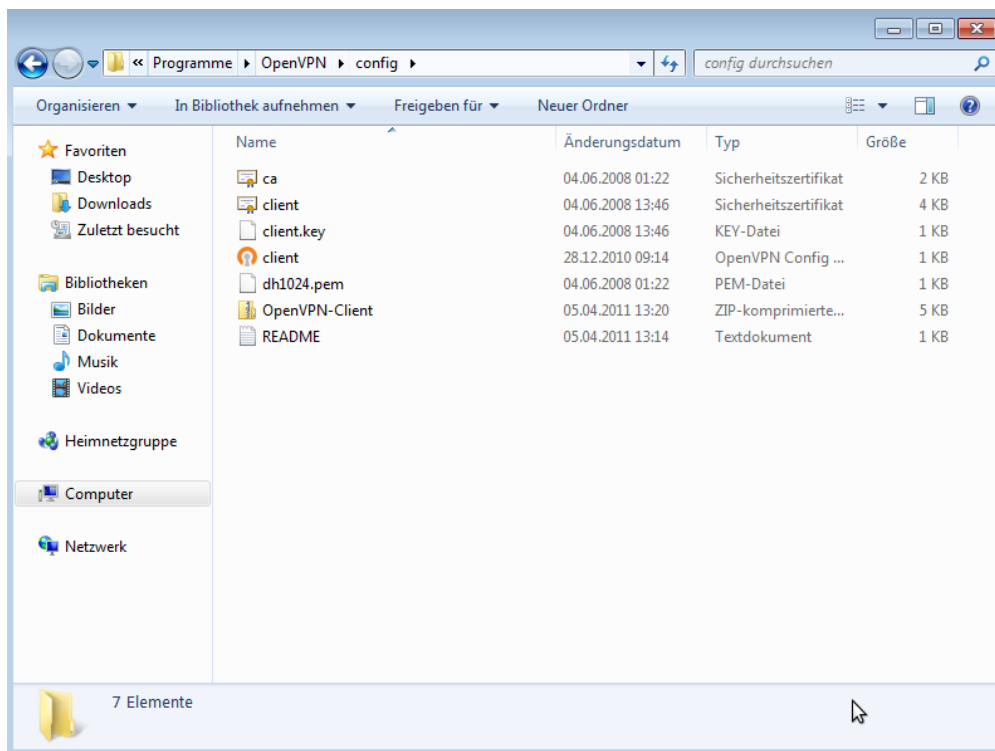 « Programme OpenVPN config config durchsuchen
Organisieren In Bibliothek aufnehmen Freigeben für Neuer Ordner
Name Änderungsdatum Typ Größe
Favoriten
Desktop
Downloads
Zuletzt besucht
Bibliotheken
Bilder
Dokumente
Musik
Videos
Heimnetzgruppe
Computer
Netzwerk
ca 04.06.2008 01:22 Sicherheitszertifikat 2 KB
client 04.06.2008 13:46 Sicherheitszertifikat 4 KB
client.key 04.06.2008 13:46 KEY-Datei 1 KB
client 28.12.2010 09:14 OpenVPN Config ... 1 KB
dh1024.pem 04.06.2008 01:22 PEM-Datei 1 KB
OpenVPN-Client 05.04.2011 13:20 ZIP-komprimierte... 5 KB
README 05.04.2011 13:14 Textdokument 1 KB
7 Elemente